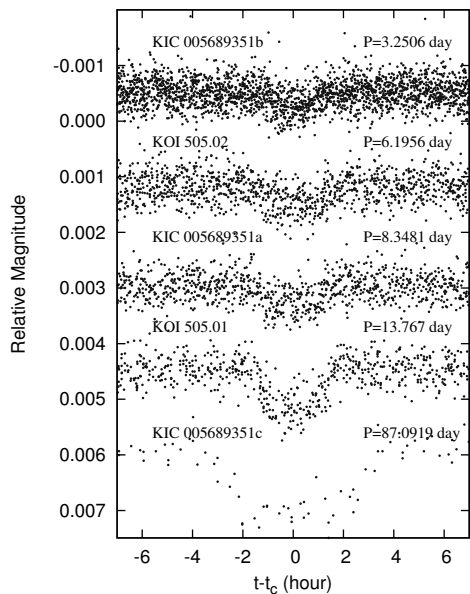 KIC 005689351b P=3.2506 day
-0.001
0.000
KOI 505.02 P=6.1956 day
0.001
0.002
KIC 005689351a P=8.3481 day
0.003
KOI 505.01 P=13.767 day
0.004
0.005
KIC 005689351c P=87.0919 day
0.006
0.007
Relative Magnitude
-6 -4 -2 0 2 4 6
t-tc (hour)